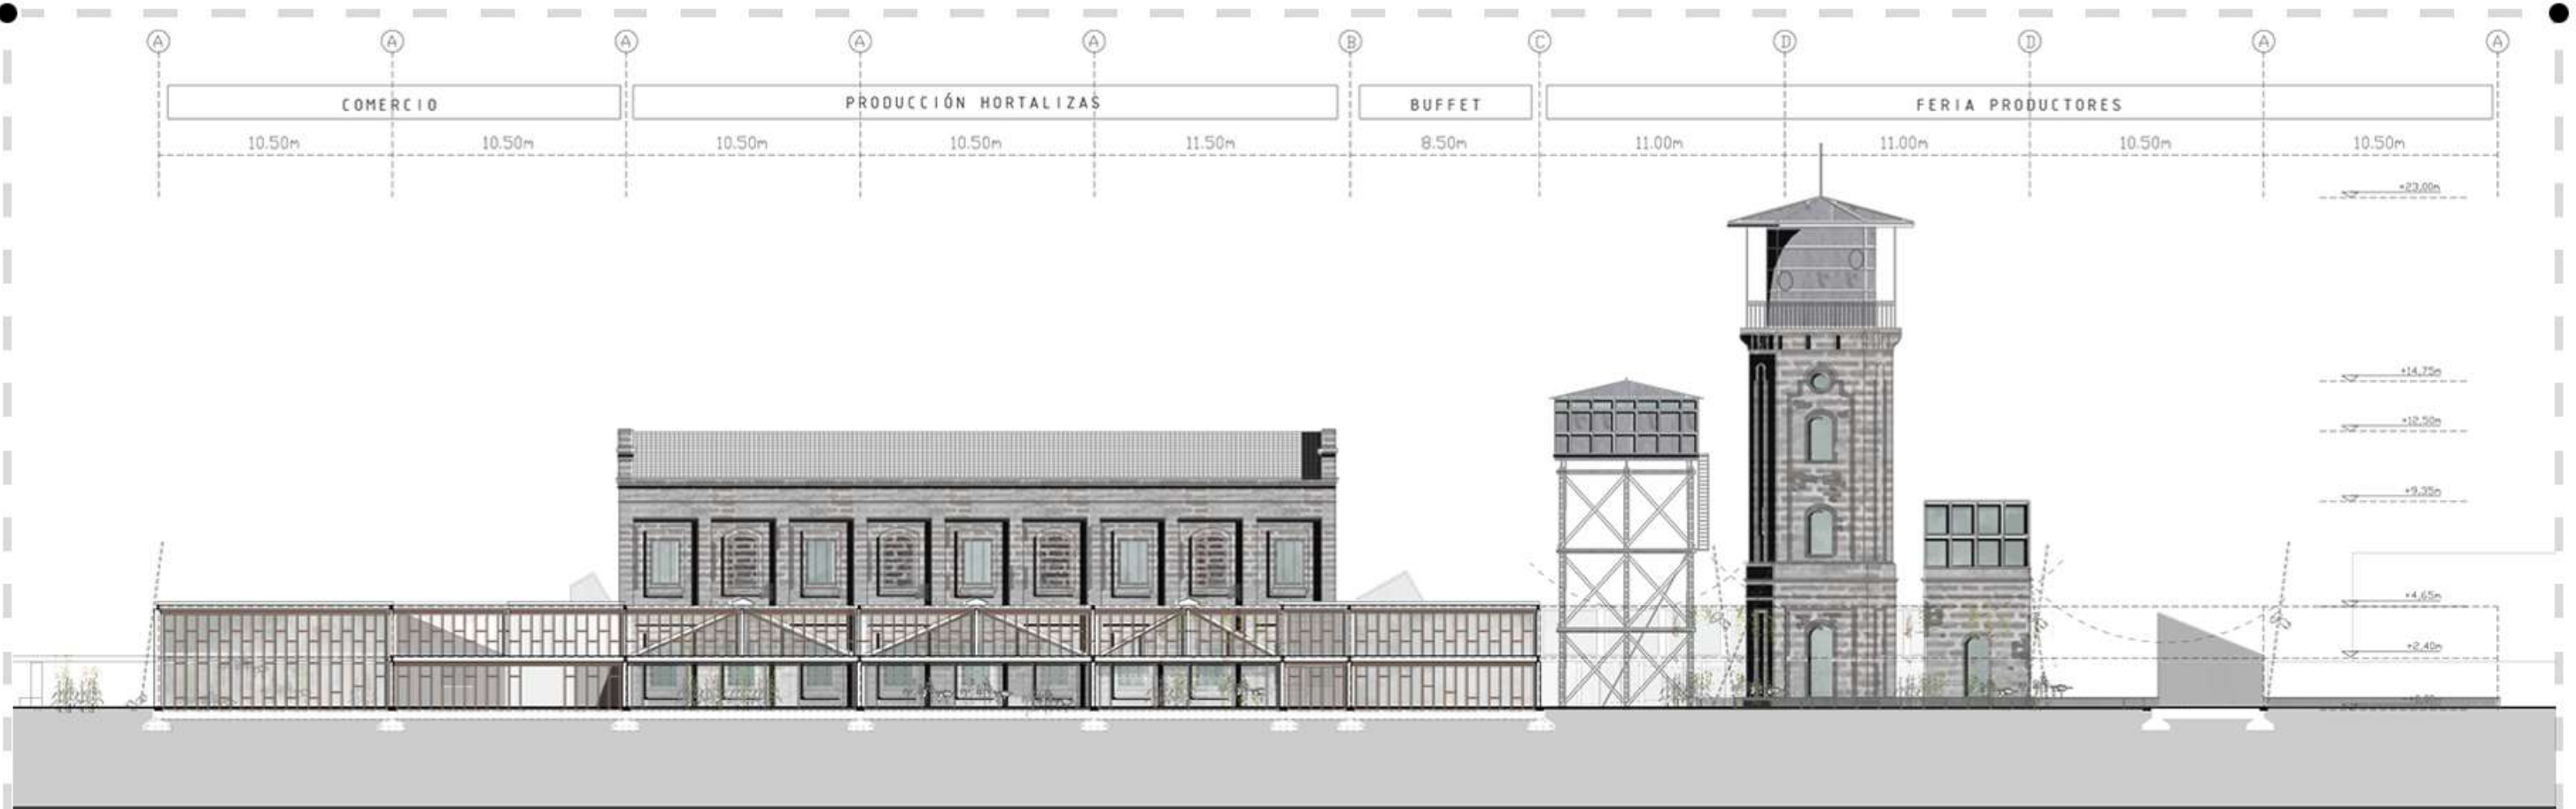 A A A A A B C D D A A
COMERCIO PRODUCCIÓN HORTALIZAS BUFFET FERIA PRODUCTORES
10.50m 10.50m 10.50m 10.50m 11.50m 8.50m 11.00m 11.00m 10.50m 10.50m
+23,00m
+14,75m
+12,50m
+9,35m
+4,65m
+2,40m